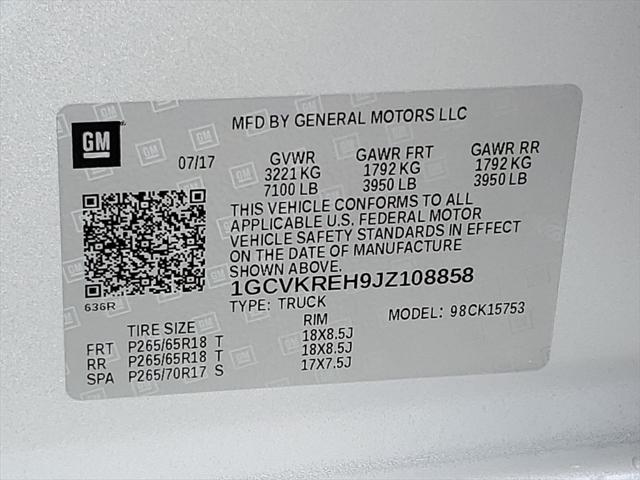 GM
MFD BY GENERAL MOTORS LLC
07/17 GVWR GAWR FRT GAWR RR
3221 KG 1792 KG 1792 KG
7100 LB 3950 LB 3950 LB
THIS VEHICLE CONFORMS TO ALL
APPLICABLE U.S. FEDERAL MOTOR
VEHICLE SAFETY STANDARDS IN EFFECT
ON THE DATE OF MANUFACTURE
SHOWN ABOVE.
1GCVKREH9JZ108858
636R TYPE: TRUCK MODEL: 98CK15753
TIRE SIZE RIM
FRT P265/65R18 T 18X8.5J
RR P265/65R18 T 18X8.5J
SPA P265/70R17 S 17X7.5J